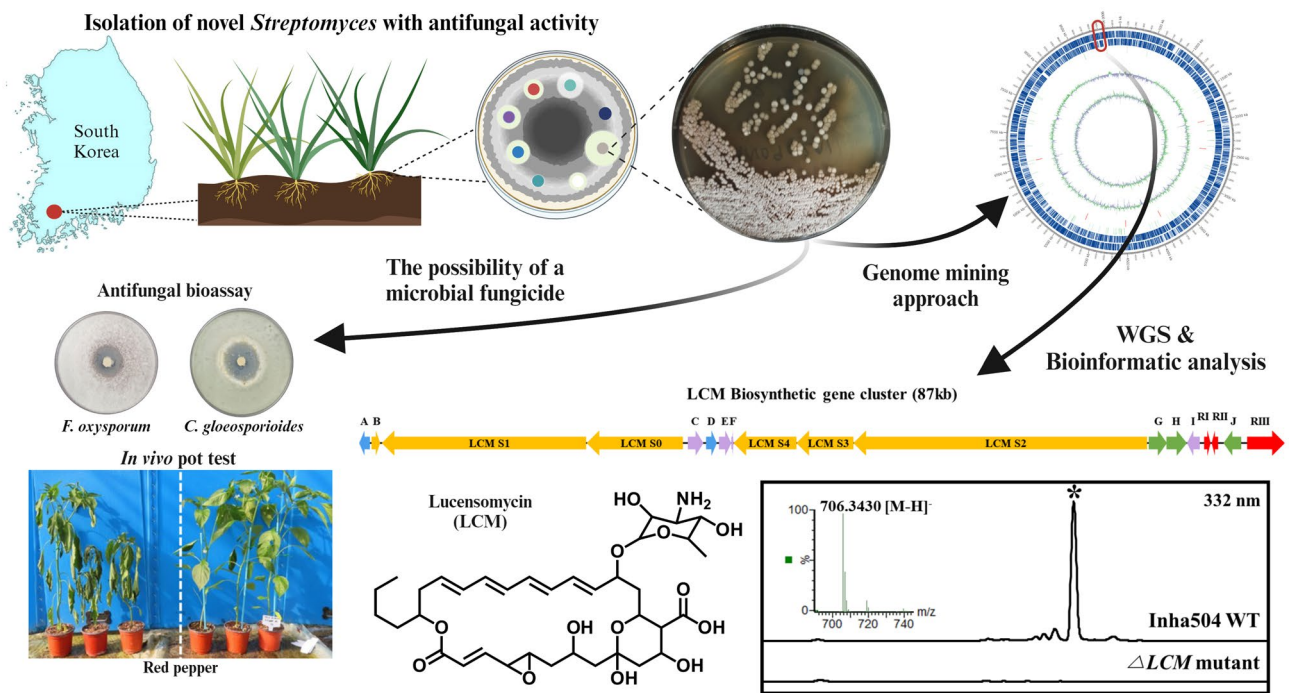 Isolation of novel Streptomyces with antifungal activity
South
Korea
The possibility of a
microbial fungicide
Genome mining
approach
WGS &
Bioinformatic analysis
Antifungal bioassay
F. oxysporum
C. gloeosporioides
In vivo pot test
Red pepper
LCM Biosynthetic gene cluster (87kb)
A B C D E F G H I RI RII J RIII
LCM S1 LCM S0 LCM S4 LCM S3 LCM S2
Lucensomycin
(LCM)
HO
NH2
OH
O
O
O
O
O
O
OH
OH
O
OH
OH
O
706.3430 [M-H]-
100
%
0
700 720 740 m/z
*
332 nm
Inha504 WT
△LCM mutant